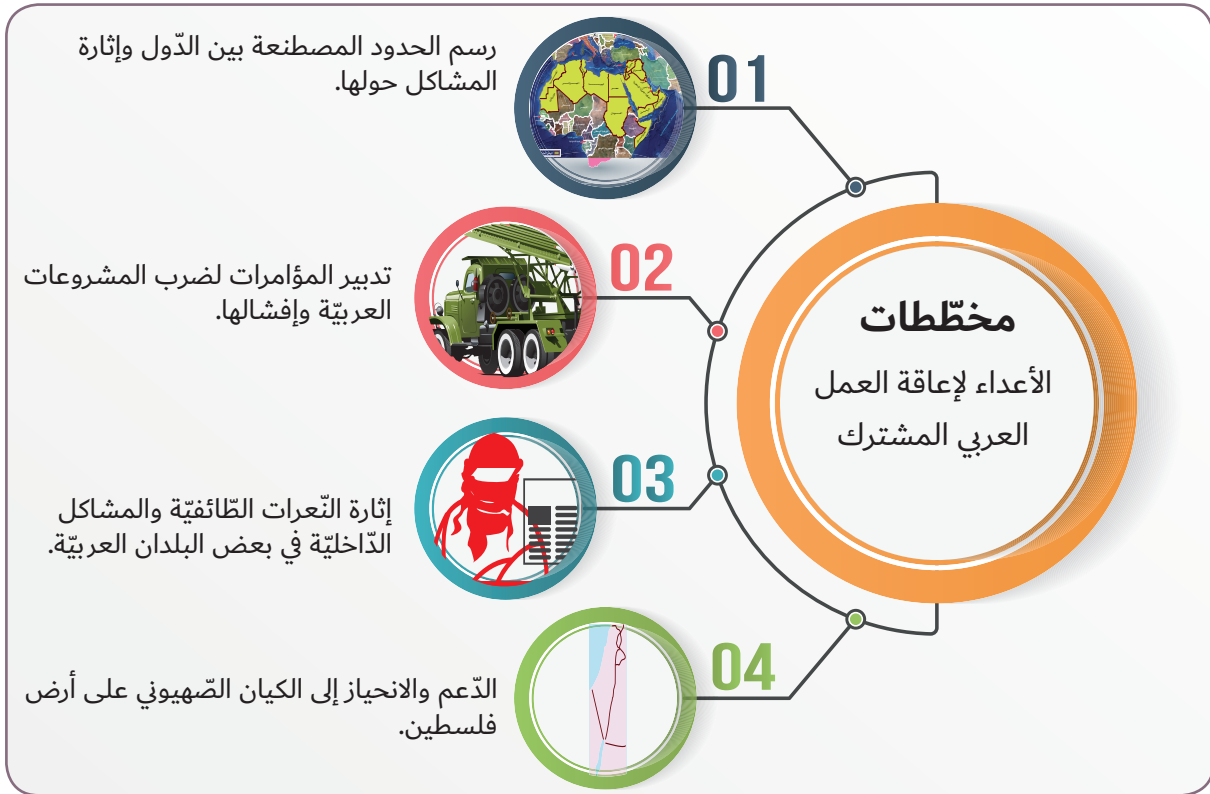 مخطّطات
الأعداء لإعاقة العمل
العربي المشترك
01
رسم الحدود المصطنعة بين الدّول وإثارة
المشاكل حولها.
02
تدبير المؤامرات لضرب المشروعات
العربيّة وإفشالها.
03
إثارة النّعرات الطّائفيّة والمشاكل
الدّاخليّة في بعض البلدان العربيّة.
04
الدّعم والانحياز إلى الكيان الصّهيوني على أرض
فلسطين.